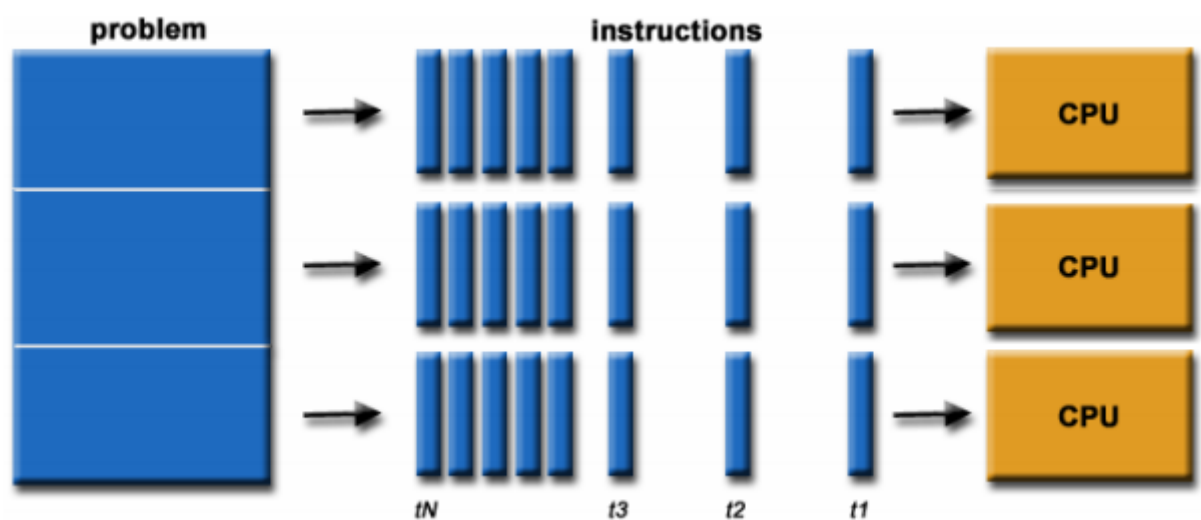 problem
instructions
CPU
CPU
CPU
tN t3 t2 t1